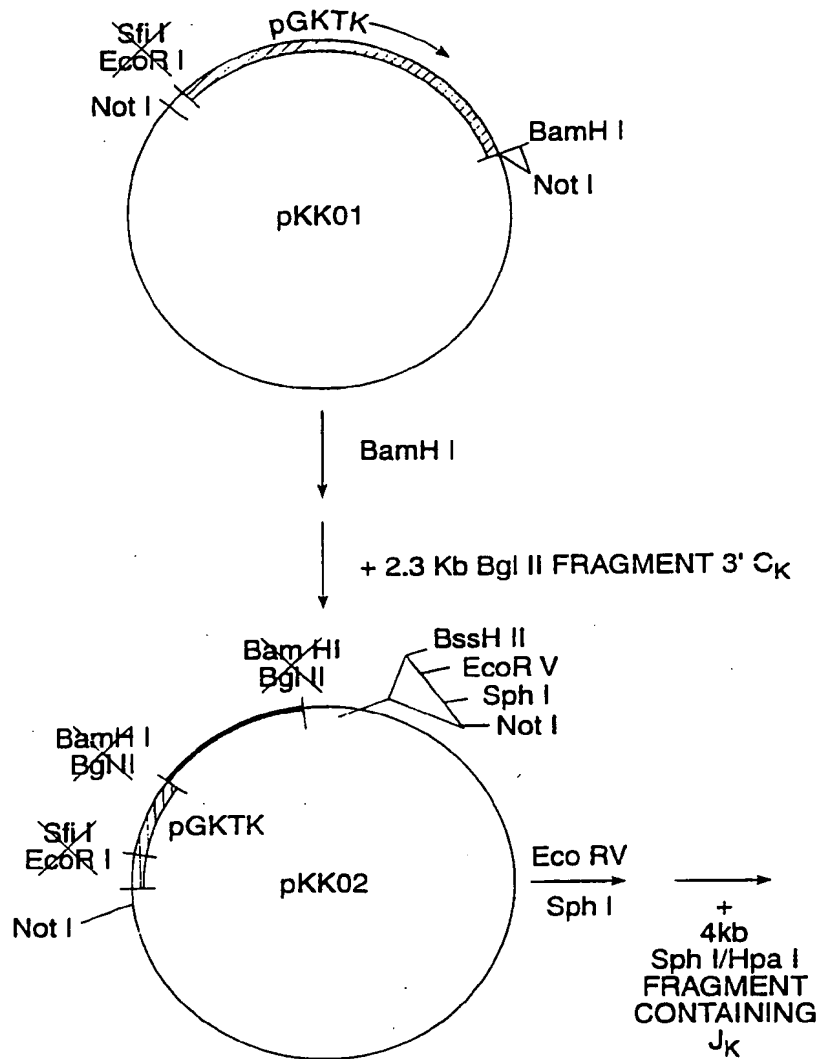 Sfi I
EcoR I
pGKTK
Not I
BamH I
Not I
pKK01
BamH I
+ 2.3 Kb Bgl II FRAGMENT 3' CK
Bam HI
Bgl II
BssH II
EcoR V
Sph I
Not I
BamH I
Bgl II
pGKTK
Sfi I
EcoR I
Not I
pKK02
Eco RV
Sph I
+
4kb
Sph I/Hpa I
FRAGMENT
CONTAINING
JK